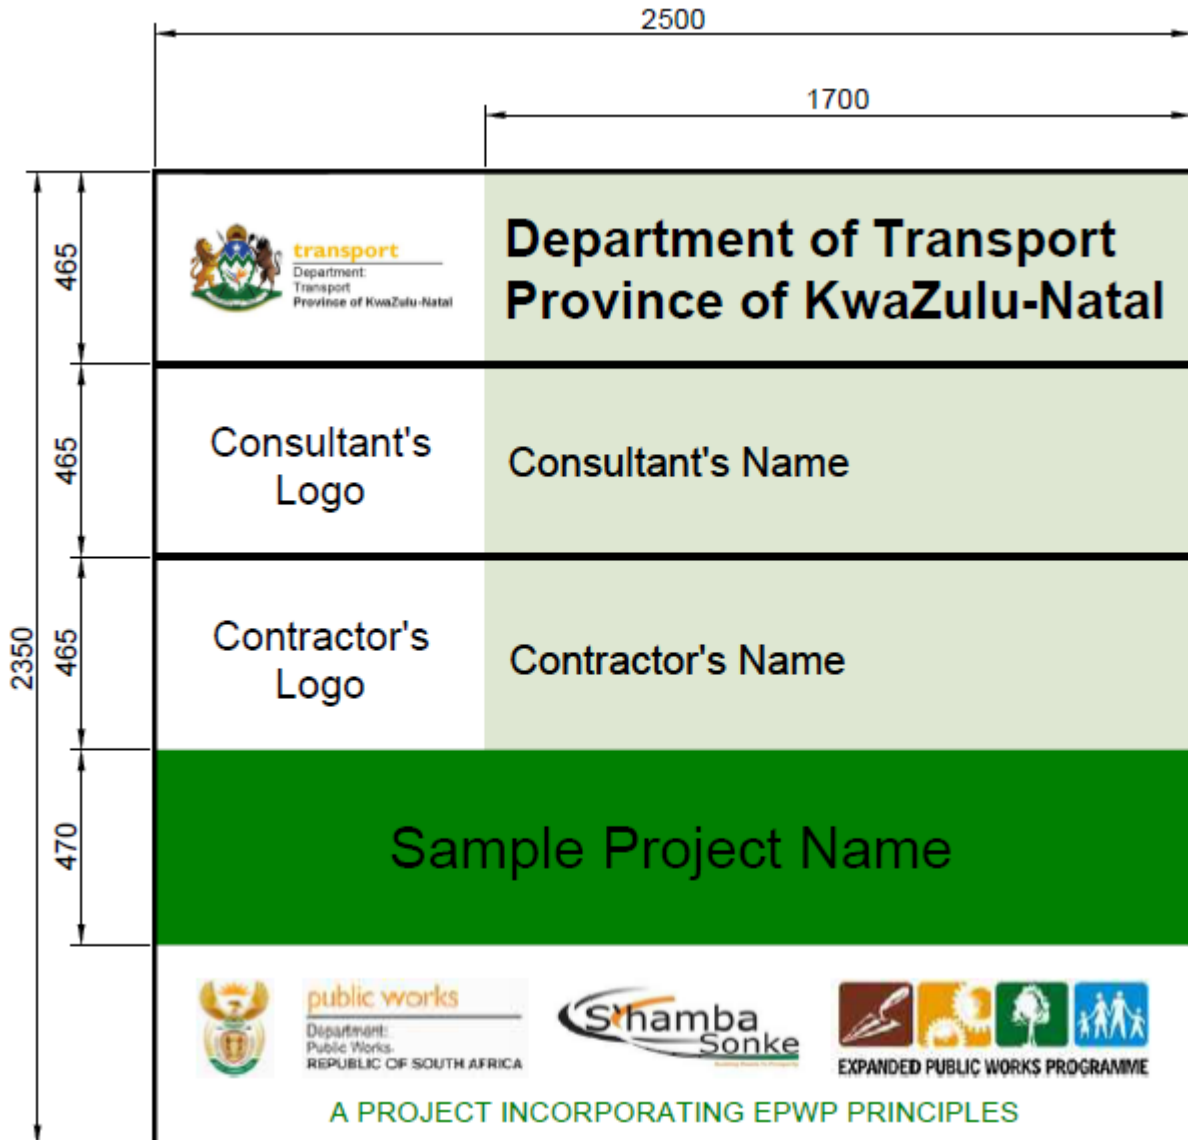 2500
1700
465
transport
Department:
Transport
Province of KwaZulu-Natal
Department of Transport
Province of KwaZulu-Natal
465
Consultant's
Logo
Consultant's Name
2350
465
Contractor's
Logo
Contractor's Name
470
Sample Project Name
public works
Department:
Public Works
REPUBLIC OF SOUTH AFRICA
S'hamba
Sonke
EXPANDED PUBLIC WORKS PROGRAMME
A PROJECT INCORPORATING EPWP PRINCIPLES